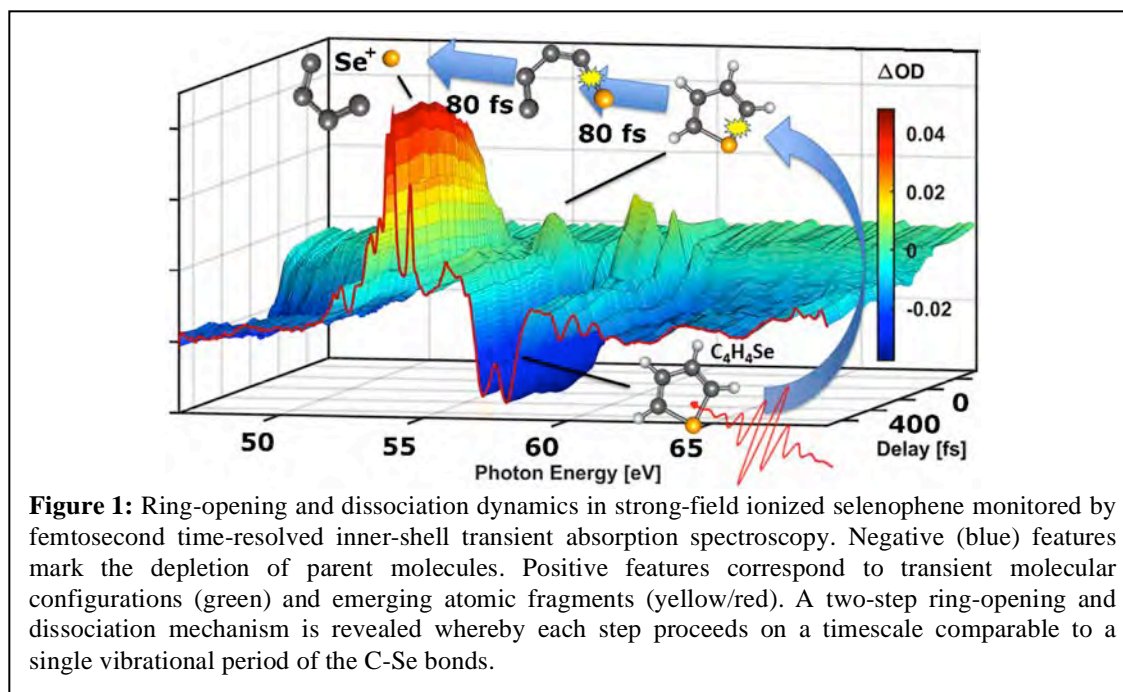 Se+
80 fs
80 fs
ΔOD
0.04
0.02
0
-0.02
C4H4Se
0
400
Delay [fs]
50
55
60
65
Photon Energy [eV]
Figure 1: Ring-opening and dissociation dynamics in strong-field ionized selenophene monitored by
femtosecond time-resolved inner-shell transient absorption spectroscopy. Negative (blue) features
mark the depletion of parent molecules. Positive features correspond to transient molecular
configurations (green) and emerging atomic fragments (yellow/red). A two-step ring-opening and
dissociation mechanism is revealed whereby each step proceeds on a timescale comparable to a
single vibrational period of the C-Se bonds.